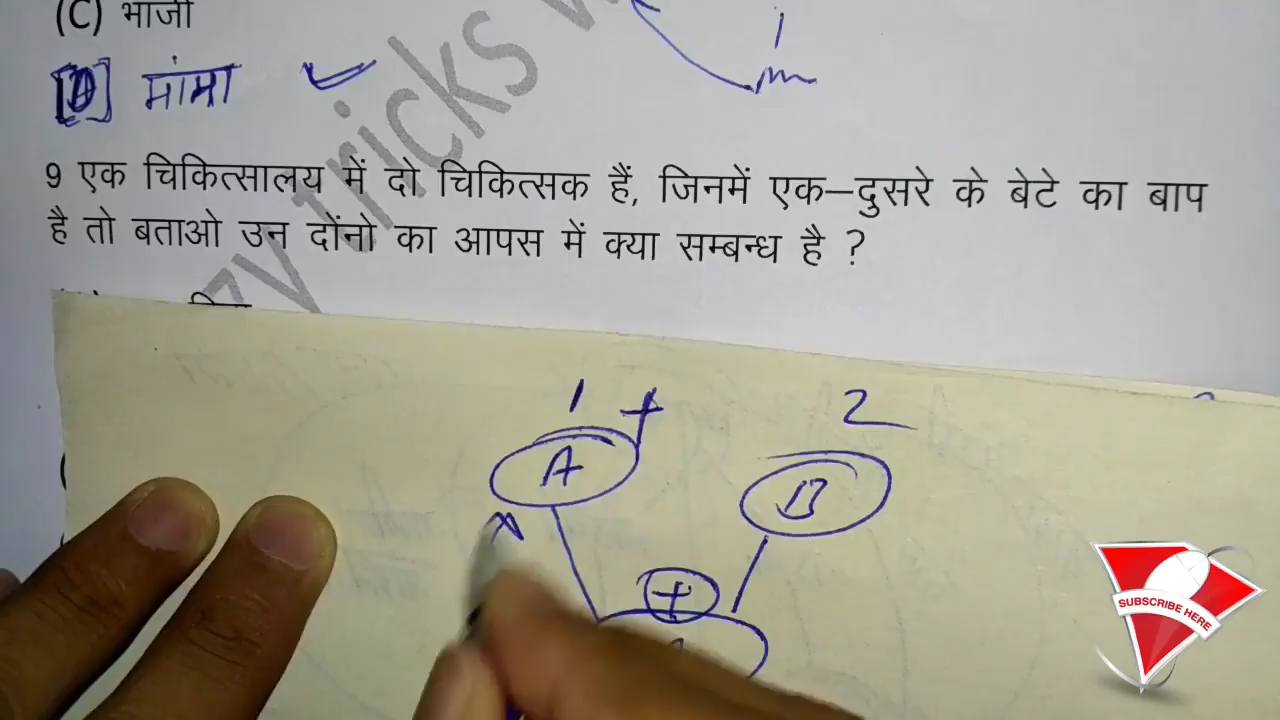 (C) भांजी
[D] मांमा
9 एक चिकित्सालय में दो चिकित्सक हैं, जिनमें एक–दुसरे के बेटे का बाप
है तो बताओ उन दोंनो का आपस में क्या सम्बन्ध है ?
1 +
2
A
B
+
SUBSCRIBE HERE